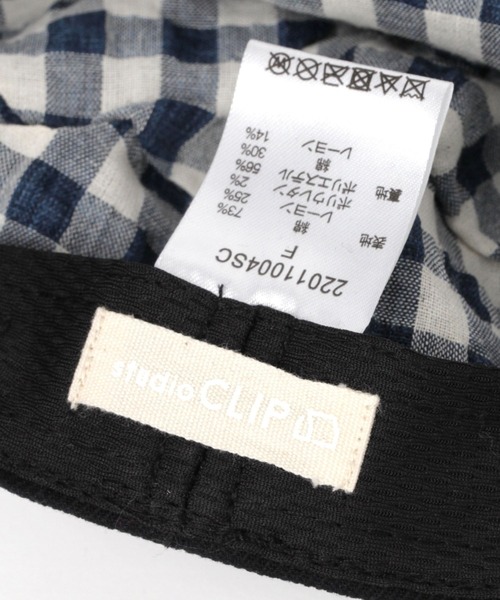 22011004SC
F
表地 綿 73%
レーヨン 25%
ポリウレタン 2%
裏地 ポリエステル 56%
綿 30%
レーヨン 14%
studio CLIP